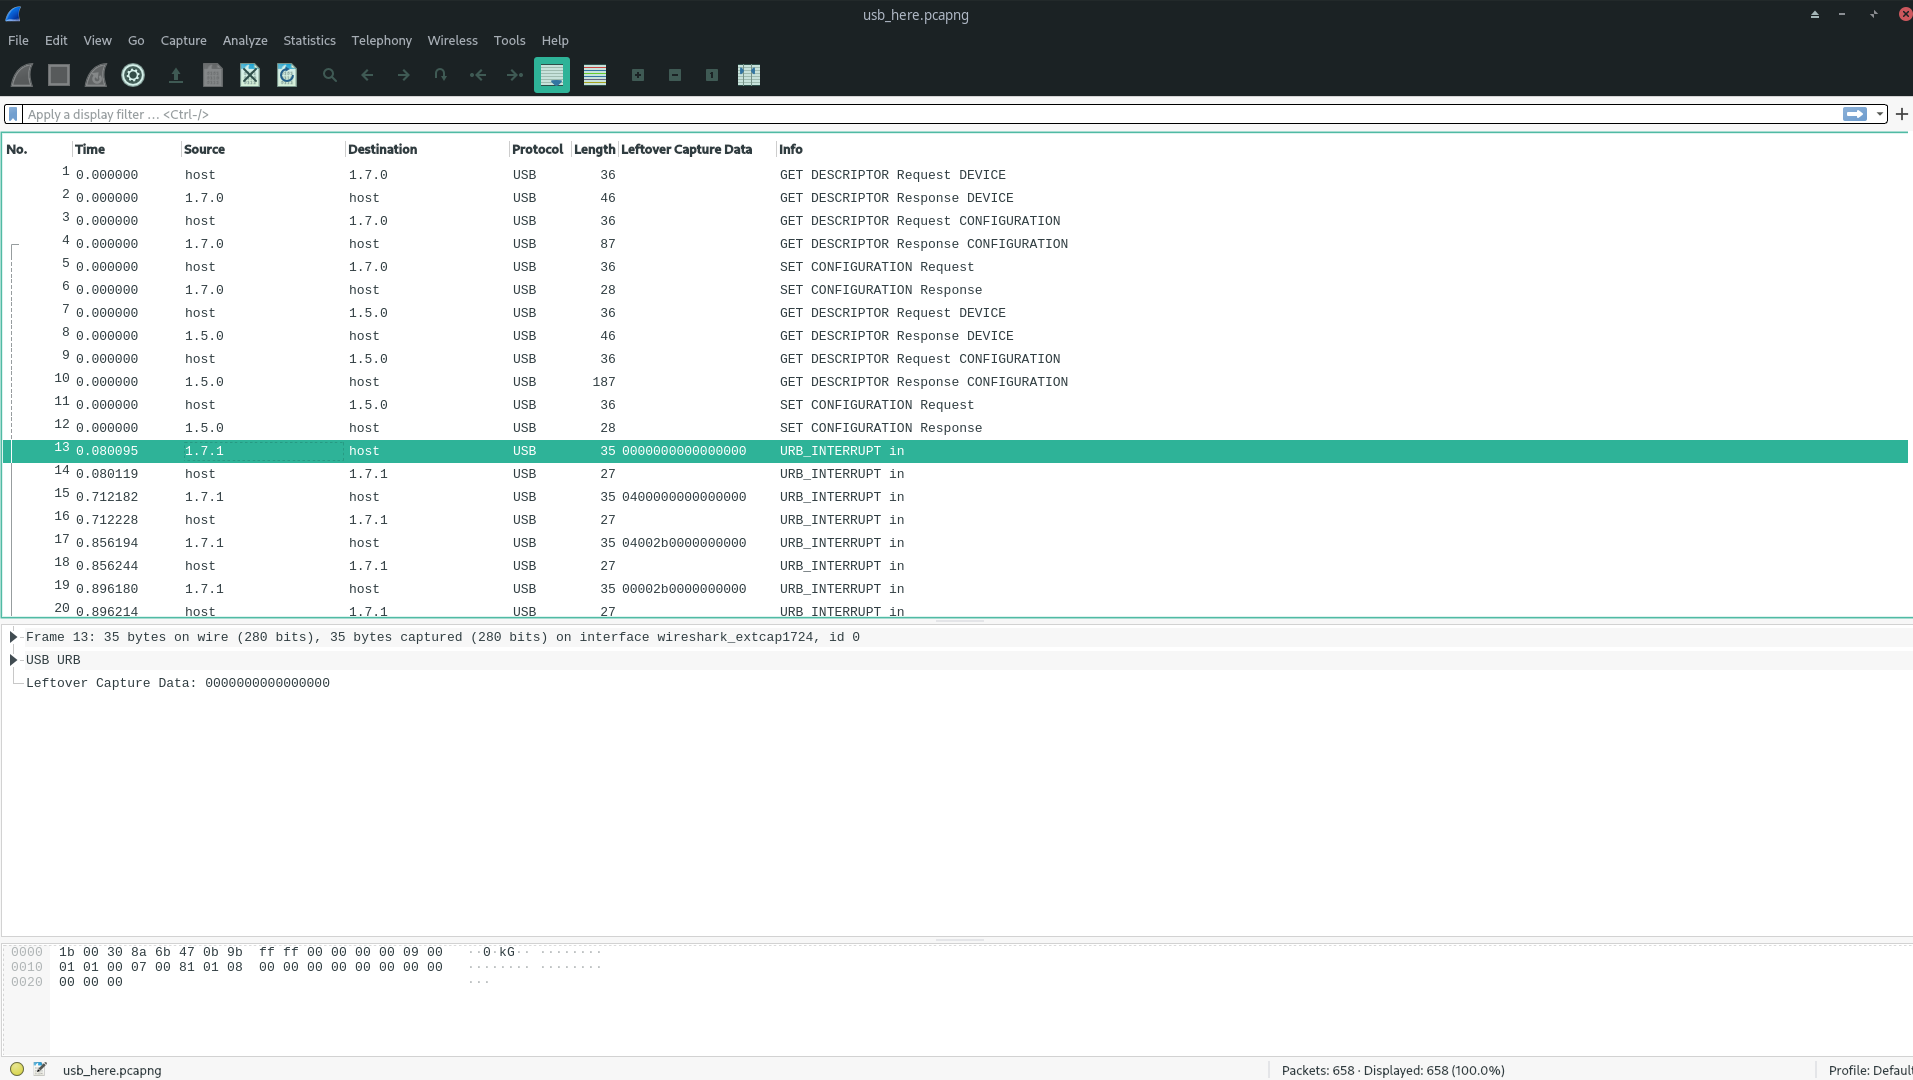 usb_here.pcapng
File Edit View Go Capture Analyze Statistics Telephony Wireless Tools Help
Apply a display filter … <Ctrl-/>
No. Time Source Destination Protocol Length Leftover Capture Data Info
1 0.000000 host 1.7.0 USB 36 GET DESCRIPTOR Request DEVICE
2 0.000000 1.7.0 host USB 46 GET DESCRIPTOR Response DEVICE
3 0.000000 host 1.7.0 USB 36 GET DESCRIPTOR Request CONFIGURATION
4 0.000000 1.7.0 host USB 87 GET DESCRIPTOR Response CONFIGURATION
5 0.000000 host 1.7.0 USB 36 SET CONFIGURATION Request
6 0.000000 1.7.0 host USB 28 SET CONFIGURATION Response
7 0.000000 host 1.5.0 USB 36 GET DESCRIPTOR Request DEVICE
8 0.000000 1.5.0 host USB 46 GET DESCRIPTOR Response DEVICE
9 0.000000 host 1.5.0 USB 36 GET DESCRIPTOR Request CONFIGURATION
10 0.000000 1.5.0 host USB 187 GET DESCRIPTOR Response CONFIGURATION
11 0.000000 host 1.5.0 USB 36 SET CONFIGURATION Request
12 0.000000 1.5.0 host USB 28 SET CONFIGURATION Response
13 0.080095 1.7.1 host USB 35 0000000000000000 URB_INTERRUPT in
14 0.080119 host 1.7.1 USB 27 URB_INTERRUPT in
15 0.712182 1.7.1 host USB 35 0400000000000000 URB_INTERRUPT in
16 0.712228 host 1.7.1 USB 27 URB_INTERRUPT in
17 0.856194 1.7.1 host USB 35 04002b0000000000 URB_INTERRUPT in
18 0.856244 host 1.7.1 USB 27 URB_INTERRUPT in
19 0.896180 1.7.1 host USB 35 00002b0000000000 URB_INTERRUPT in
20 0.896214 host 1.7.1 USB 27 URB_INTERRUPT in
Frame 13: 35 bytes on wire (280 bits), 35 bytes captured (280 bits) on interface wireshark_extcap1724, id 0
USB URB
Leftover Capture Data: 0000000000000000
0000 1b 00 30 8a 6b 47 0b 9b ff ff 00 00 00 00 09 00 ··0·kG·· ········
0010 01 01 00 07 00 81 01 08 00 00 00 00 00 00 00 00 ········ ········
0020 00 00 00 ···
usb_here.pcapng Packets: 658 · Displayed: 658 (100.0%) Profile: Default